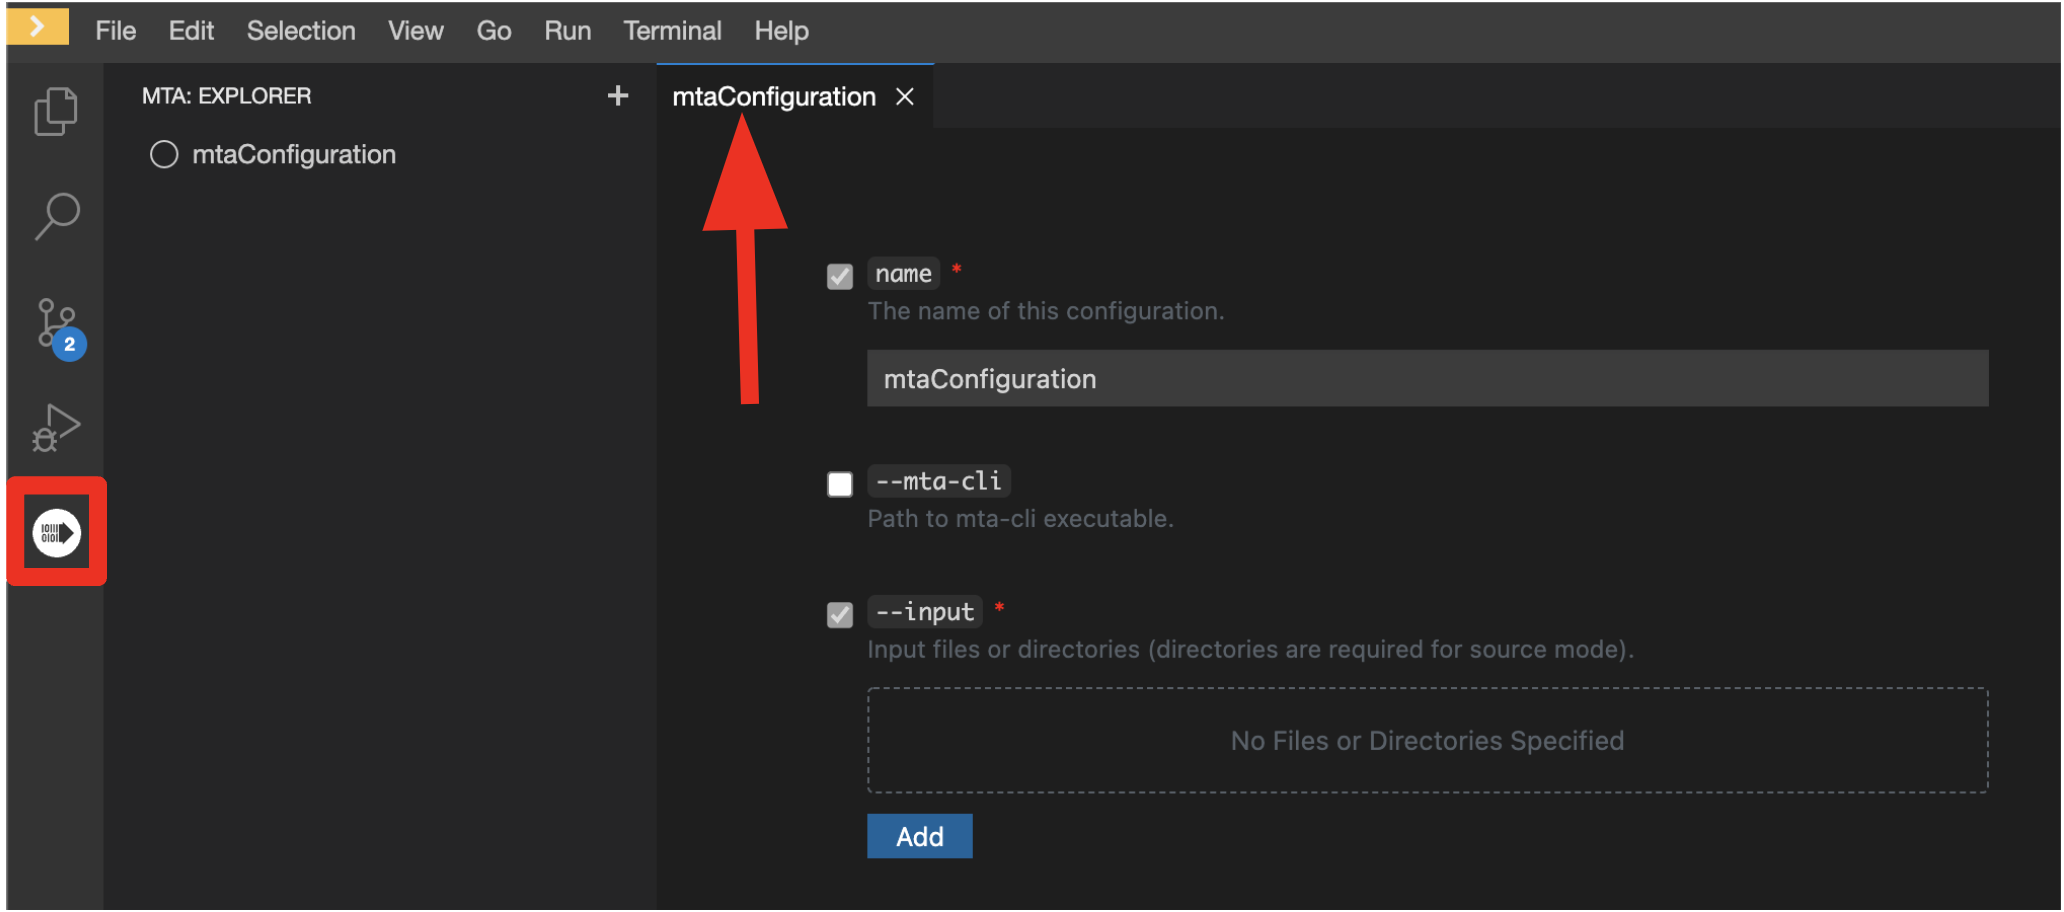 File Edit Selection View Go Run Terminal Help
MTA: EXPLORER
mtaConfiguration
2
mtaConfiguration
name *
The name of this configuration.
mtaConfiguration
--mta-cli
Path to mta-cli executable.
--input *
Input files or directories (directories are required for source mode).
No Files or Directories Specified
Add